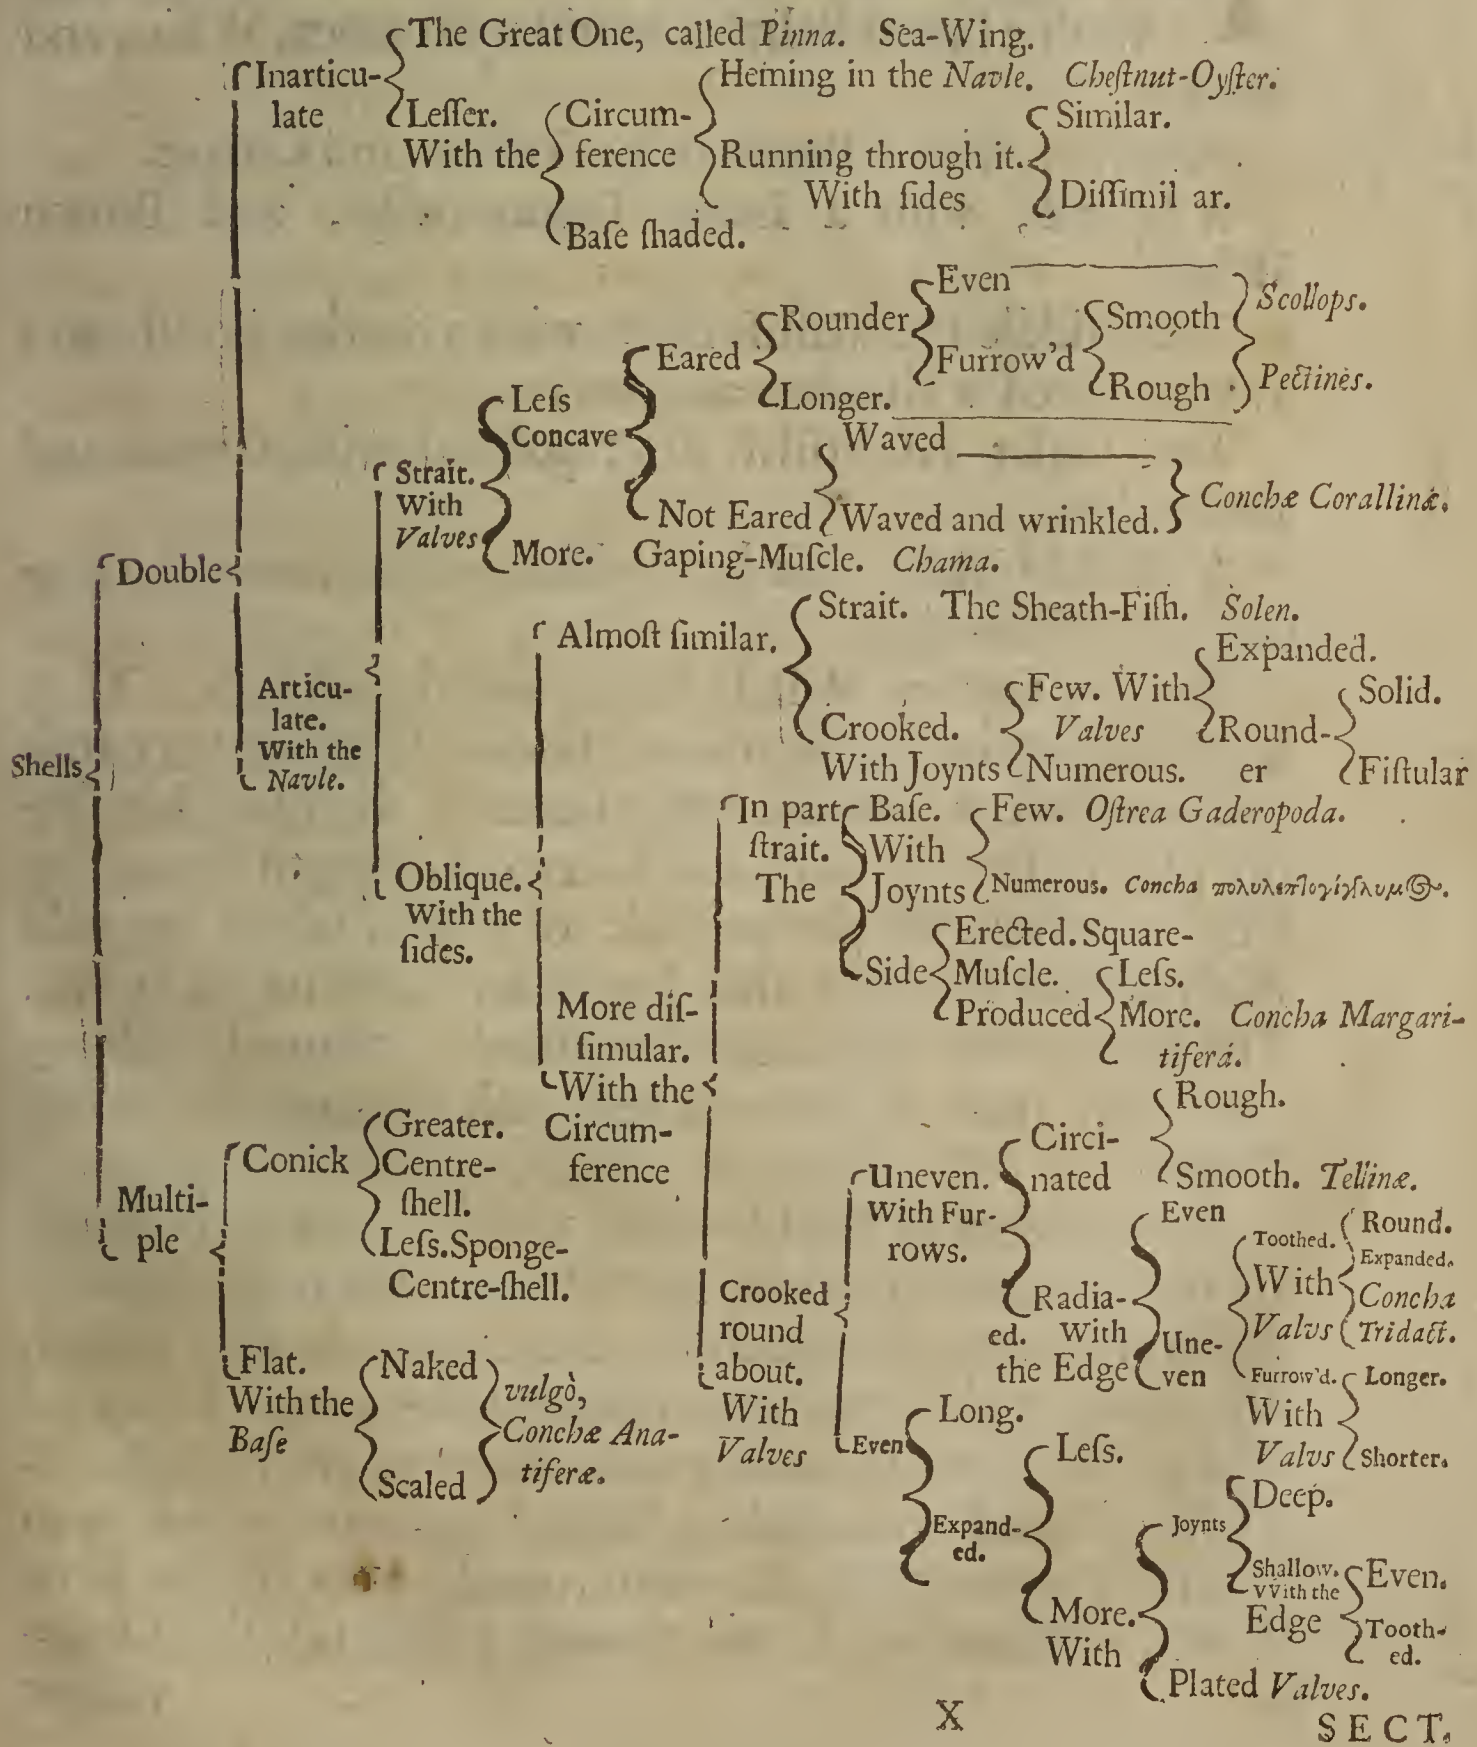 The Great One, called Pinna. Sea-Wing.
Inarticu-
late
Leſſer.
With the
Circum-
ference
Heming in the Navle. Cheſtnut-Oyſter.
Running through it.
With ſides
Similar.
Diſſimil ar.
Baſe ſhaded.
Even
Rounder
Furrow'd
Smooth
Rough
Scollops.
Pectines.
Eared
Longer.
Leſs
Concave
Waved
Not Eared
Waved and wrinkled.
Conchæ Corallinæ.
Strait.
With
Valves
More. Gaping-Muſcle. Chama.
Double
Almoſt ſimilar.
Strait. The Sheath-Fiſh. Solen.
Crooked.
With Joynts
Few. With
Valves
Expanded.
Round-
er
Solid.
Fiſtular
Numerous.
Articu-
late.
With the
Navle.
Shells
Oblique.
With the
ſides.
In part
ſtrait.
The
Baſe.
With
Joynts
Few. Oſtrea Gaderopoda.
Numerous. Concha
Side
Erected. Square-
Muſcle.
Produced
Leſs.
More. Concha Margari-
tiferá.
More diſ-
ſimular.
With the
Circum-
ference
Multi-
ple
Conick
Greater.
Centre-
ſhell.
Leſs. Sponge-
Centre-ſhell.
Flat.
With the
Baſe
Naked
Scaled
vulgò,
Conchæ Ana-
tiferæ.
Crooked
round
about.
With
Valves
Uneven.
With Fur-
rows.
Circi-
nated
Rough.
Smooth. Tellinæ.
Radia-
ed. With
the Edge
Even
Une-
ven
Toothed.
With
Valvs
Round.
Expanded.
Concha
Tridact.
Furrow'd.
With
Valvs
Longer.
Shorter.
Even
Long.
Expand-
ed.
Leſs.
More.
With
Joynts
Deep.
Shallow.
VVith the
Edge
Even.
Tooth-
ed.
Plated Valves.
X
SECT.